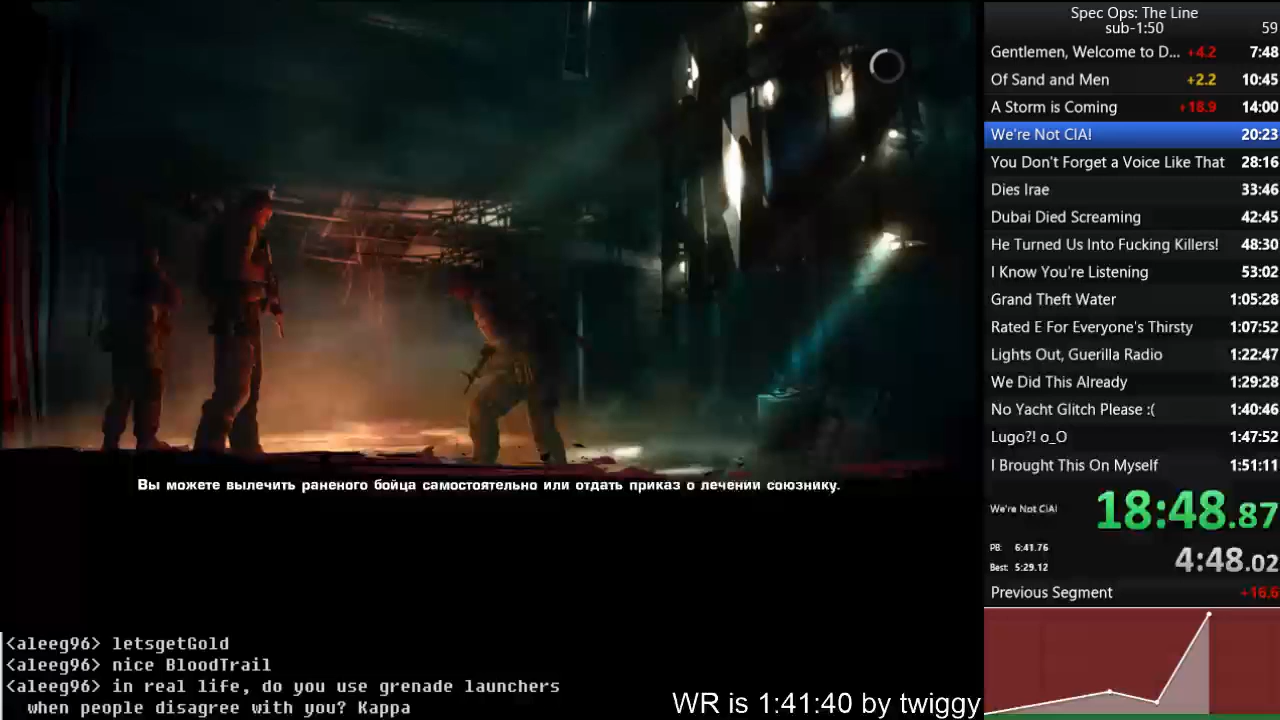 Spec Ops: The Line
sub-1:50 59
Gentlemen, Welcome to D... +4.2 7:48
Of Sand and Men +2.2 10:45
A Storm is Coming +18.9 14:00
We're Not CIA! 20:23
You Don't Forget a Voice Like That 28:16
Dies Irae 33:46
Dubai Died Screaming 42:45
He Turned Us Into Fucking Killers! 48:30
I Know You're Listening 53:02
Grand Theft Water 1:05:28
Rated E For Everyone's Thirsty 1:07:52
Lights Out, Guerilla Radio 1:22:47
We Did This Already 1:29:28
No Yacht Glitch Please :( 1:40:46
Lugo?! o_O 1:47:52
I Brought This On Myself 1:51:11
We're Not CIA! 18:48.87
PB: 6:41.76
Best: 5:29.12
4:48.02
Previous Segment +16.6
Вы можете вылечить раненого бойца самостоятельно или отдать приказ о лечении союзнику.
<aleeg96> letsgetGold
<aleeg96> nice BloodTrail
<aleeg96> in real life, do you use grenade launchers
when people disagree with you? Kappa
WR is 1:41:40 by twiggy